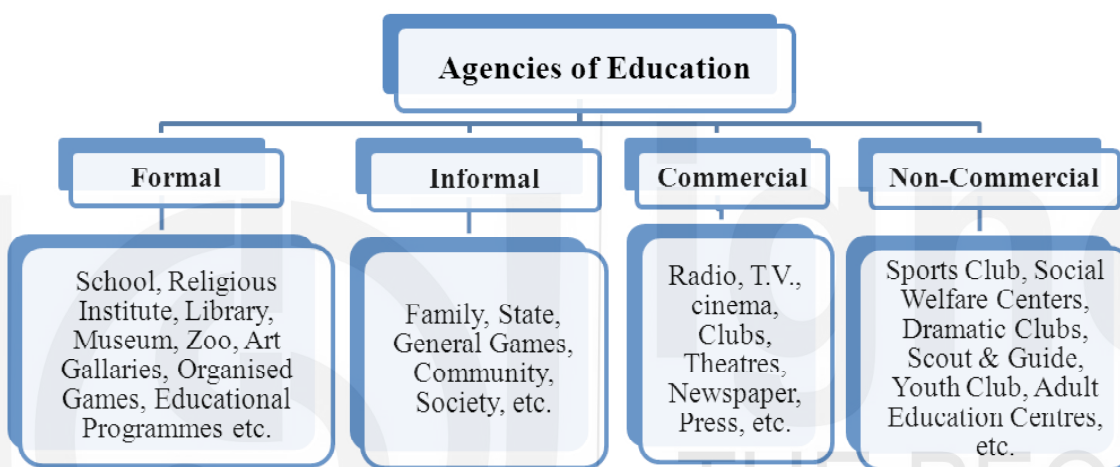 Agencies of Education
Formal
Informal
Commercial
Non-Commercial
School, Religious
Institute, Library,
Museum, Zoo, Art
Gallaries, Organised
Games, Educational
Programmes etc.
Family, State,
General Games,
Community,
Society, etc.
Radio, T.V.,
cinema,
Clubs,
Theatres,
Newspaper,
Press, etc.
Sports Club, Social
Welfare Centers,
Dramatic Clubs,
Scout & Guide,
Youth Club, Adult
Education Centres,
etc.